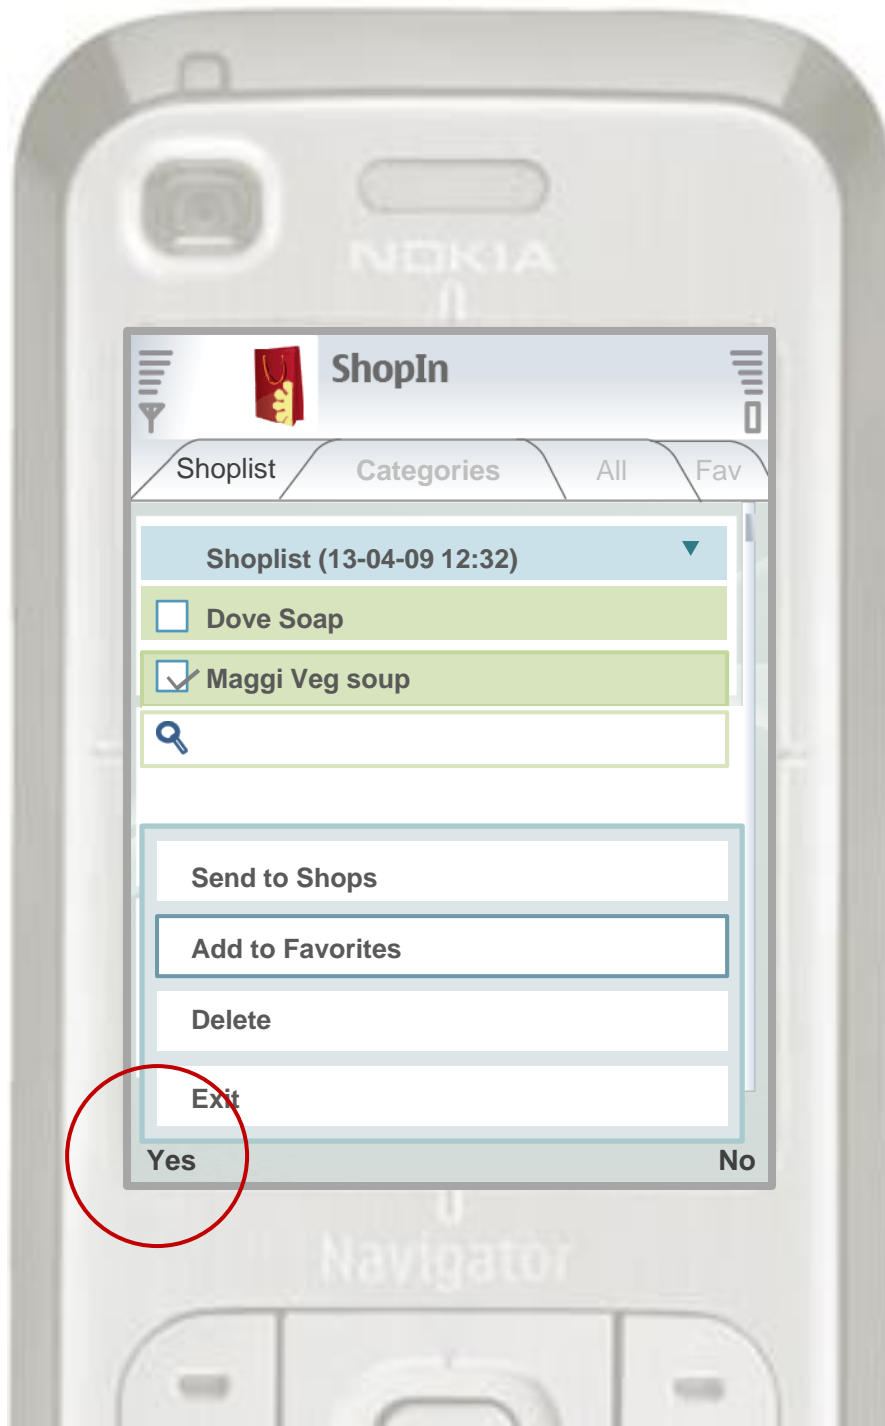 NOKIA
ShopIn
Shoplist Categories All Fav
Shoplist (13-04-09 12:32)
Dove Soap
Maggi Veg soup
Send to Shops
Add to Favorites
Delete
Exit
Yes No
Navigator